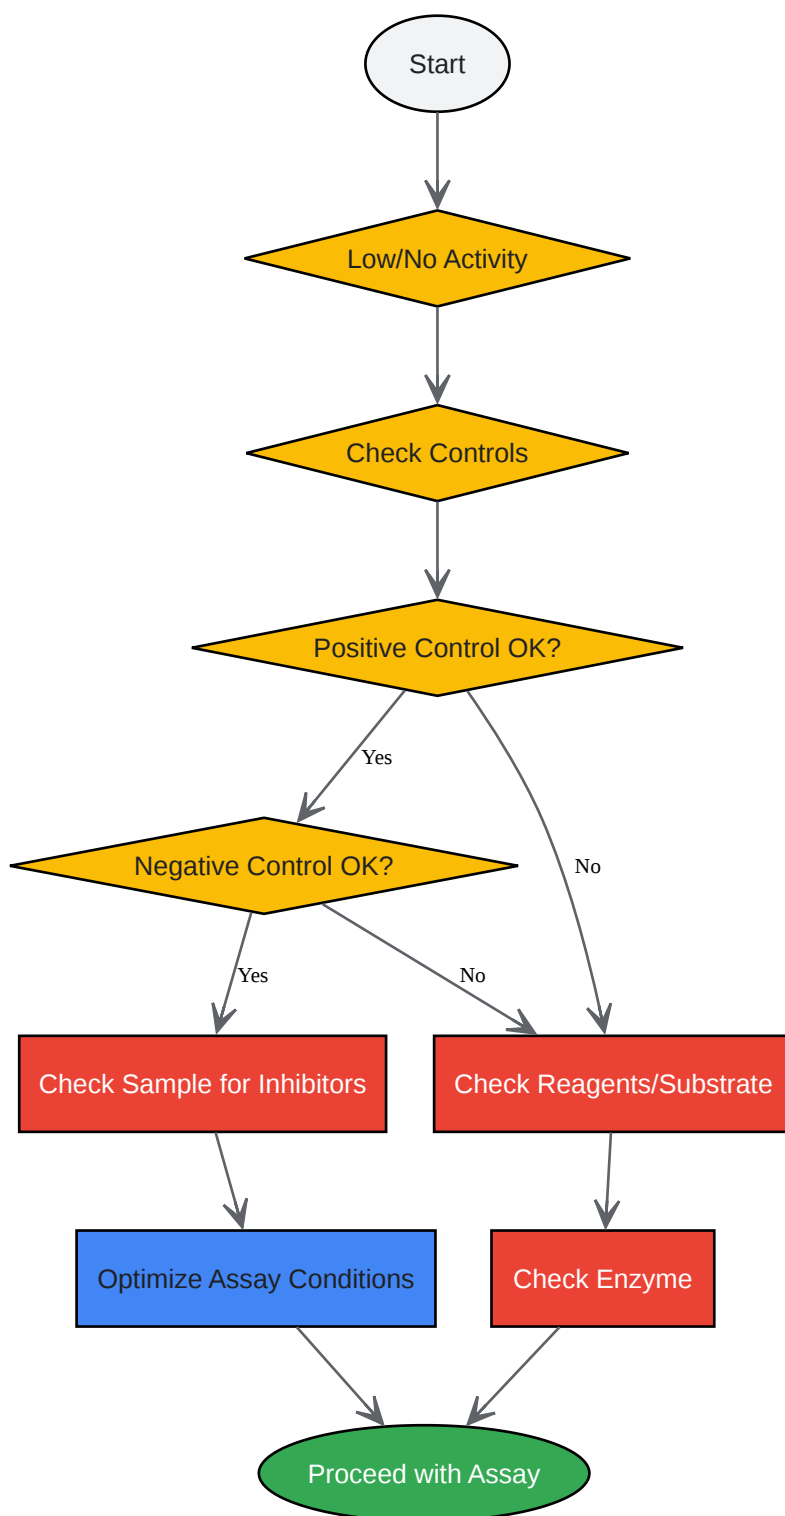 Start
Low/No Activity
Check Controls
Positive Control OK?
Yes
Negative Control OK?
No
Yes
No
Check Sample for Inhibitors
Check Reagents/Substrate
Optimize Assay Conditions
Check Enzyme
Proceed with Assay